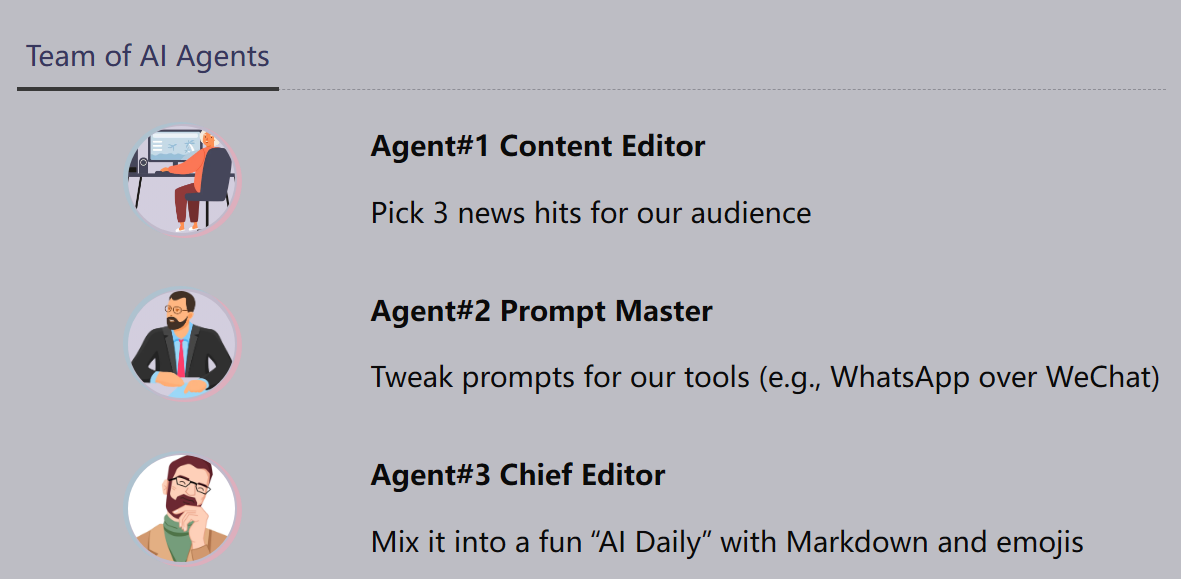 Team of AI Agents
Agent#1 Content Editor
Pick 3 news hits for our audience
Agent#2 Prompt Master
Tweak prompts for our tools (e.g., WhatsApp over WeChat)
Agent#3 Chief Editor
Mix it into a fun “AI Daily” with Markdown and emojis